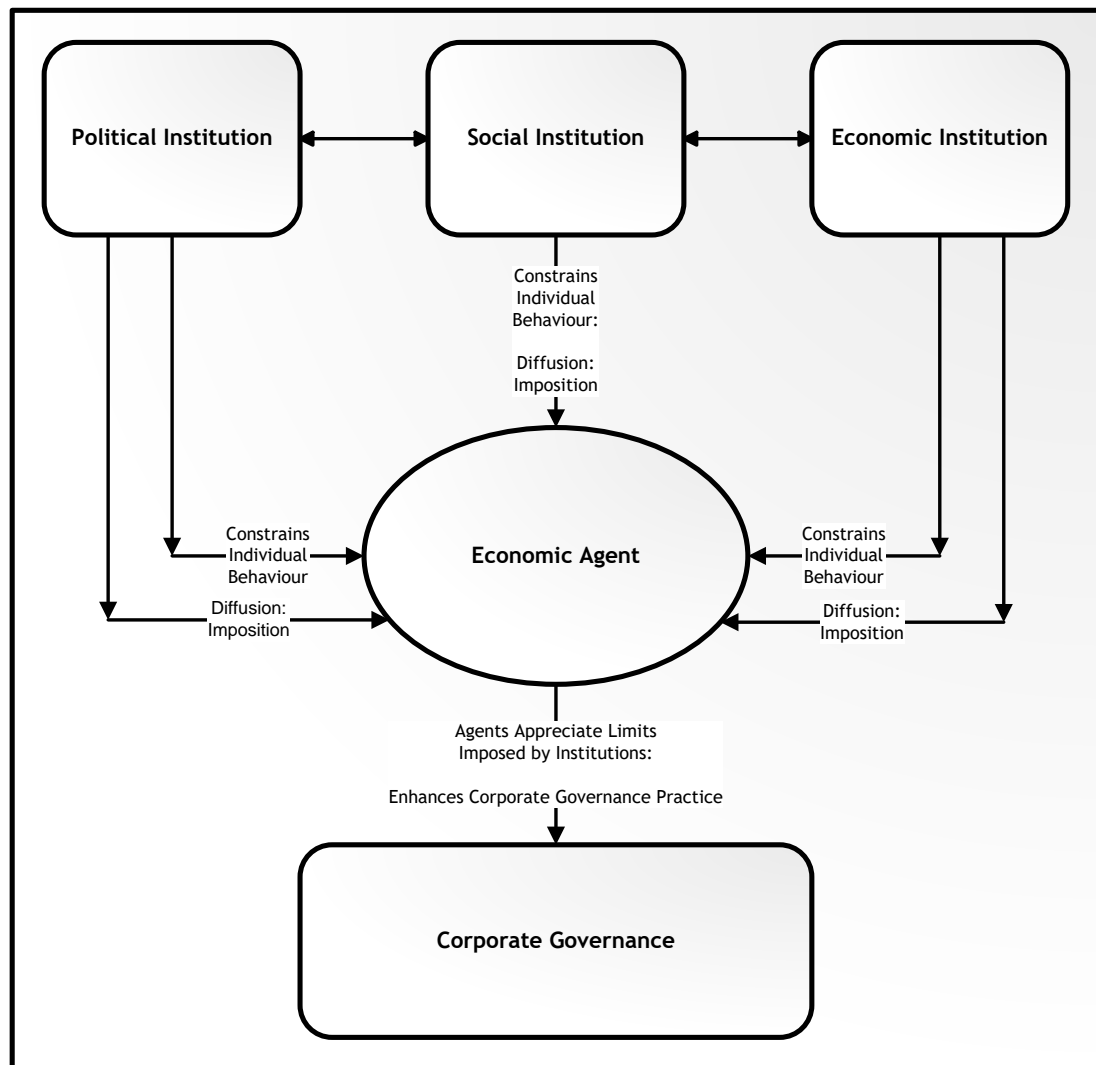 Political Institution
Social Institution
Economic Institution
Constrains
Individual
Behaviour:
Diffusion:
Imposition
Constrains
Individual
Behaviour
Economic Agent
Constrains
Individual
Behaviour
Diffusion:
Imposition
Diffusion:
Imposition
Agents Appreciate Limits
Imposed by Institutions:
Enhances Corporate Governance Practice
Corporate Governance